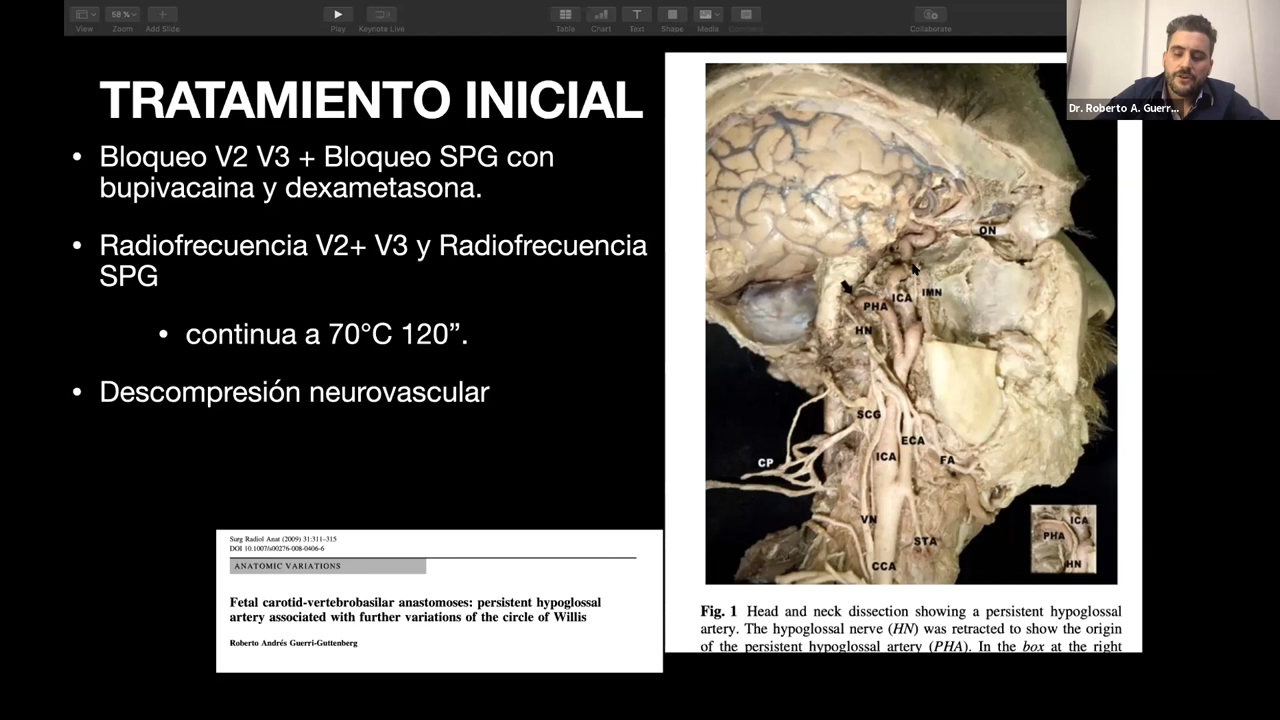 View
58 %
Zoom
Add Slide
Play
Keynote Live
Table
Chart
Text
Shape
Media
Comment
Collaborate
Dr. Roberto A. Guerr...
TRATAMIENTO INICIAL
• Bloqueo V2 V3 + Bloqueo SPG con
bupivacaina y dexametasona.
• Radiofrecuencia V2+ V3 y Radiofrecuencia
SPG
• continua a 70°C 120”.
• Descompresión neurovascular
Surg Radiol Anat (2009) 31:311–315
DOI 10.1007/s00276-008-0406-6
ANATOMIC VARIATIONS
Fetal carotid-vertebrobasilar anastomoses: persistent hypoglossal
artery associated with further variations of the circle of Willis
Roberto Andrés Guerri-Guttenberg
ON
PHA
ICA
IMN
HN
SCG
ECA
ICA
FA
CP
VN
STA
CCA
ICA
PHA
HN
Fig. 1 Head and neck dissection showing a persistent hypoglossal
artery. The hypoglossal nerve (HN) was retracted to show the origin
of the persistent hypoglossal artery (PHA). In the box at the right